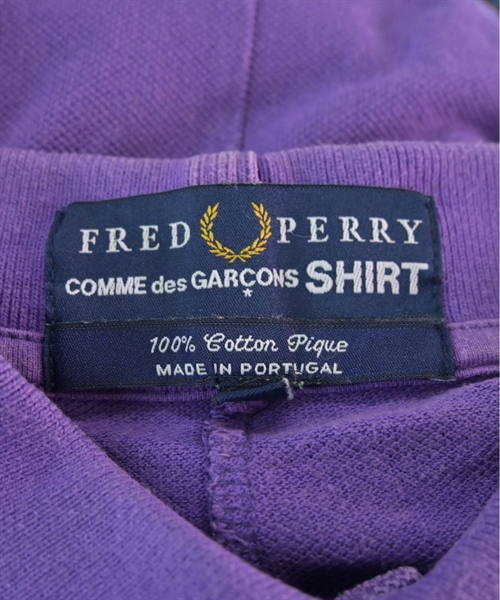 FRED PERRY
COMME des GARÇONS SHIRT
*
100% Cotton Pique
MADE IN PORTUGAL